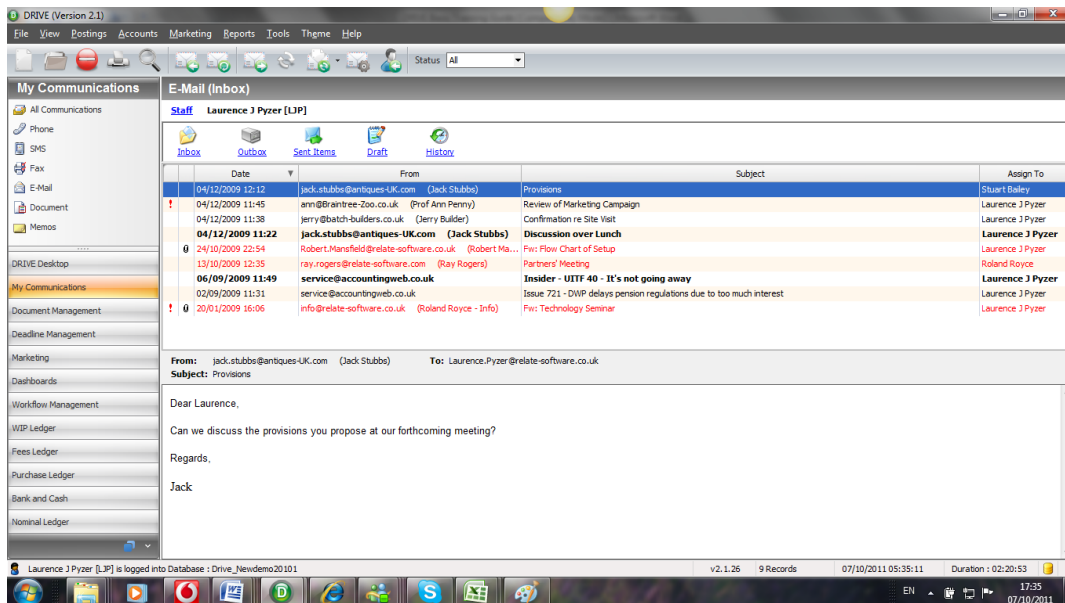 DRIVE (Version 2.1)
File View Postings Accounts Marketing Reports Tools Theme Help
Status All
My Communications
E-Mail (Inbox)
All Communications
Phone
SMS
Fax
E-Mail
Document
Memos
DRIVE Desktop
My Communications
Document Management
Deadline Management
Marketing
Dashboards
Workflow Management
WIP Ledger
Fees Ledger
Purchase Ledger
Bank and Cash
Nominal Ledger
Staff Laurence J Pyzer [LJP]
Inbox Outbox Sent Items Draft History
Date From Subject Assign To
04/12/2009 12:12 jack.stubbs@antiques-UK.com (Jack Stubbs) Provisions Stuart Bailey
! 04/12/2009 11:45 ann@Braintree-Zoo.co.uk (Prof Ann Penny) Review of Marketing Campaign Laurence J Pyzer
04/12/2009 11:38 jerry@batch-builders.co.uk (Jerry Builder) Confirmation re Site Visit Laurence J Pyzer
04/12/2009 11:22 jack.stubbs@antiques-UK.com (Jack Stubbs) Discussion over Lunch Laurence J Pyzer
24/10/2009 22:54 Robert.Mansfield@relate-software.co.uk (Robert Ma... Fw: Flow Chart of Setup Laurence J Pyzer
13/10/2009 12:35 ray.rogers@relate-software.com (Ray Rogers) Partners' Meeting Roland Royce
06/09/2009 11:49 service@accountingweb.co.uk Insider - UITF 40 - It's not going away Laurence J Pyzer
02/09/2009 11:31 service@accountingweb.co.uk Issue 721 - DWP delays pension regulations due to too much interest Laurence J Pyzer
! 20/01/2009 16:06 info@relate-software.co.uk (Roland Royce - Info) Fw: Technology Seminar Laurence J Pyzer
From: jack.stubbs@antiques-UK.com (Jack Stubbs) To: Laurence.Pyzer@relate-software.co.uk
Subject: Provisions
Dear Laurence,
Can we discuss the provisions you propose at our forthcoming meeting?
Regards,
Jack
Laurence J Pyzer [LJP] is logged into Database : Drive_Newdemo20101 v2.1.26 9 Records 07/10/2011 05:35:11 Duration : 02:20:53
EN 17:35
07/10/2011